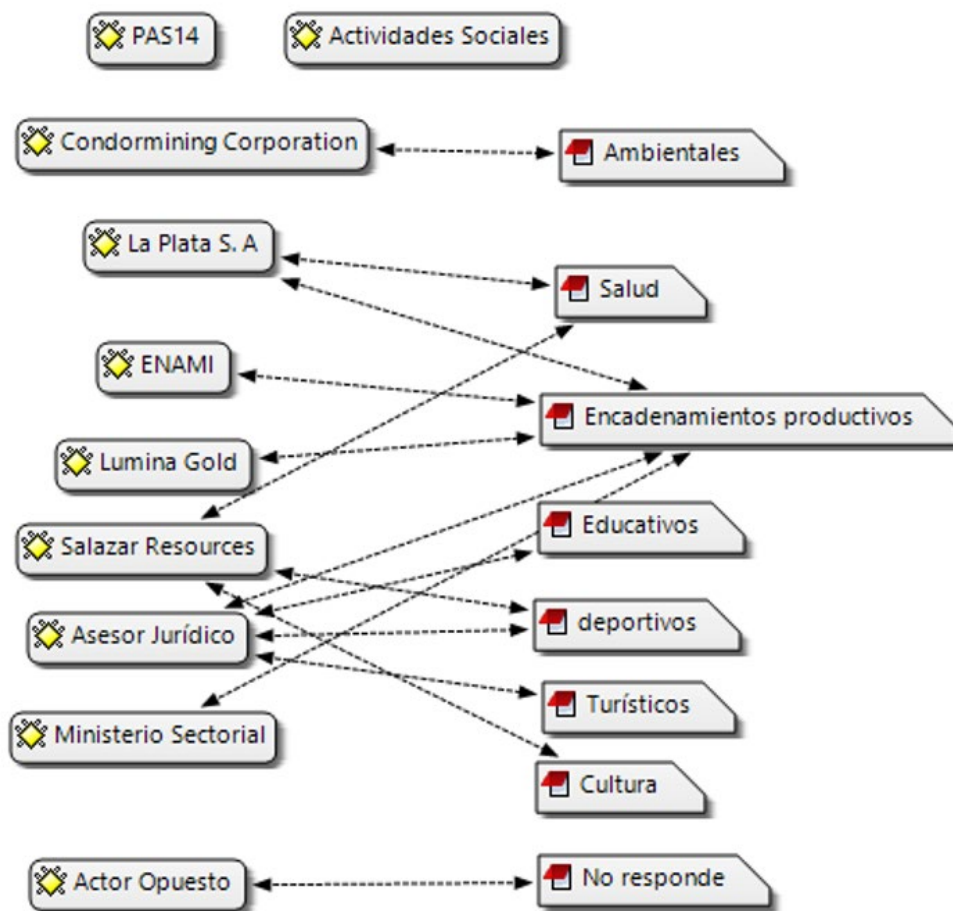 PAS14
Actividades Sociales
Condormining Corporation
Ambientales
La Plata S. A
Salud
ENAMI
Encadenamientos productivos
Lumina Gold
Educativos
Salazar Resources
deportivos
Asesor Jurídico
Turísticos
Ministerio Sectorial
Cultura
Actor Opuesto
No responde